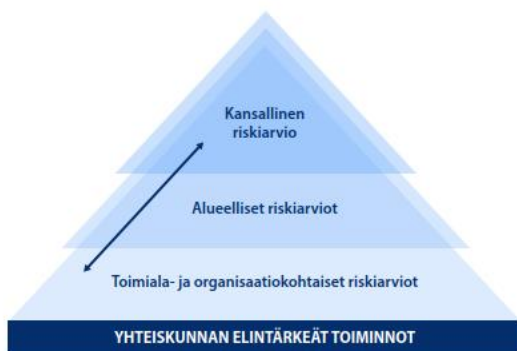 Kansallinen
riskiarvio
Alueelliset riskiarviot
Toimiala- ja organisaatiokohtaiset riskiarviot
YHTEISKUNNAN ELINTÄRKEÄT TOIMINNOT